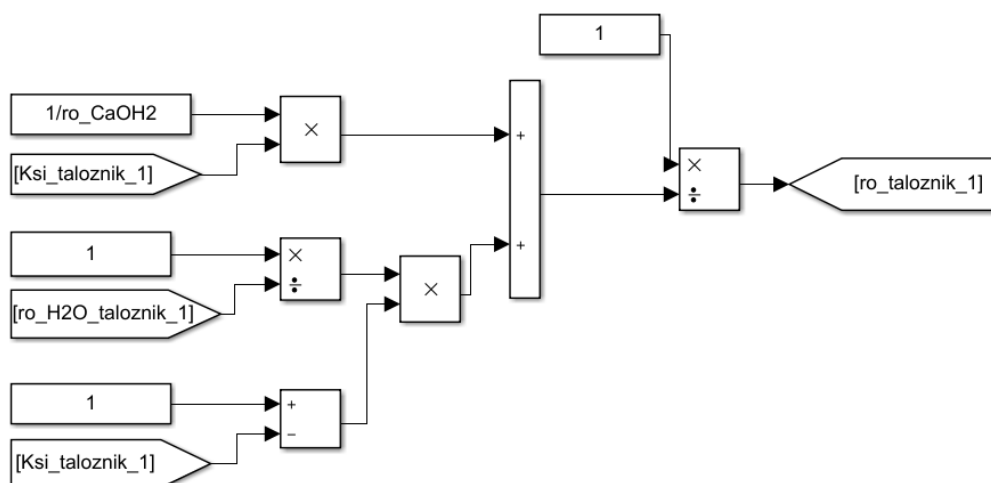 1
1/ro_CaOH2
×
+
[Ksi_taloznik_1]
×
÷
[ro_taloznik_1]
1
×
÷
+
×
[ro_H2O_taloznik_1]
1
+
−
[Ksi_taloznik_1]